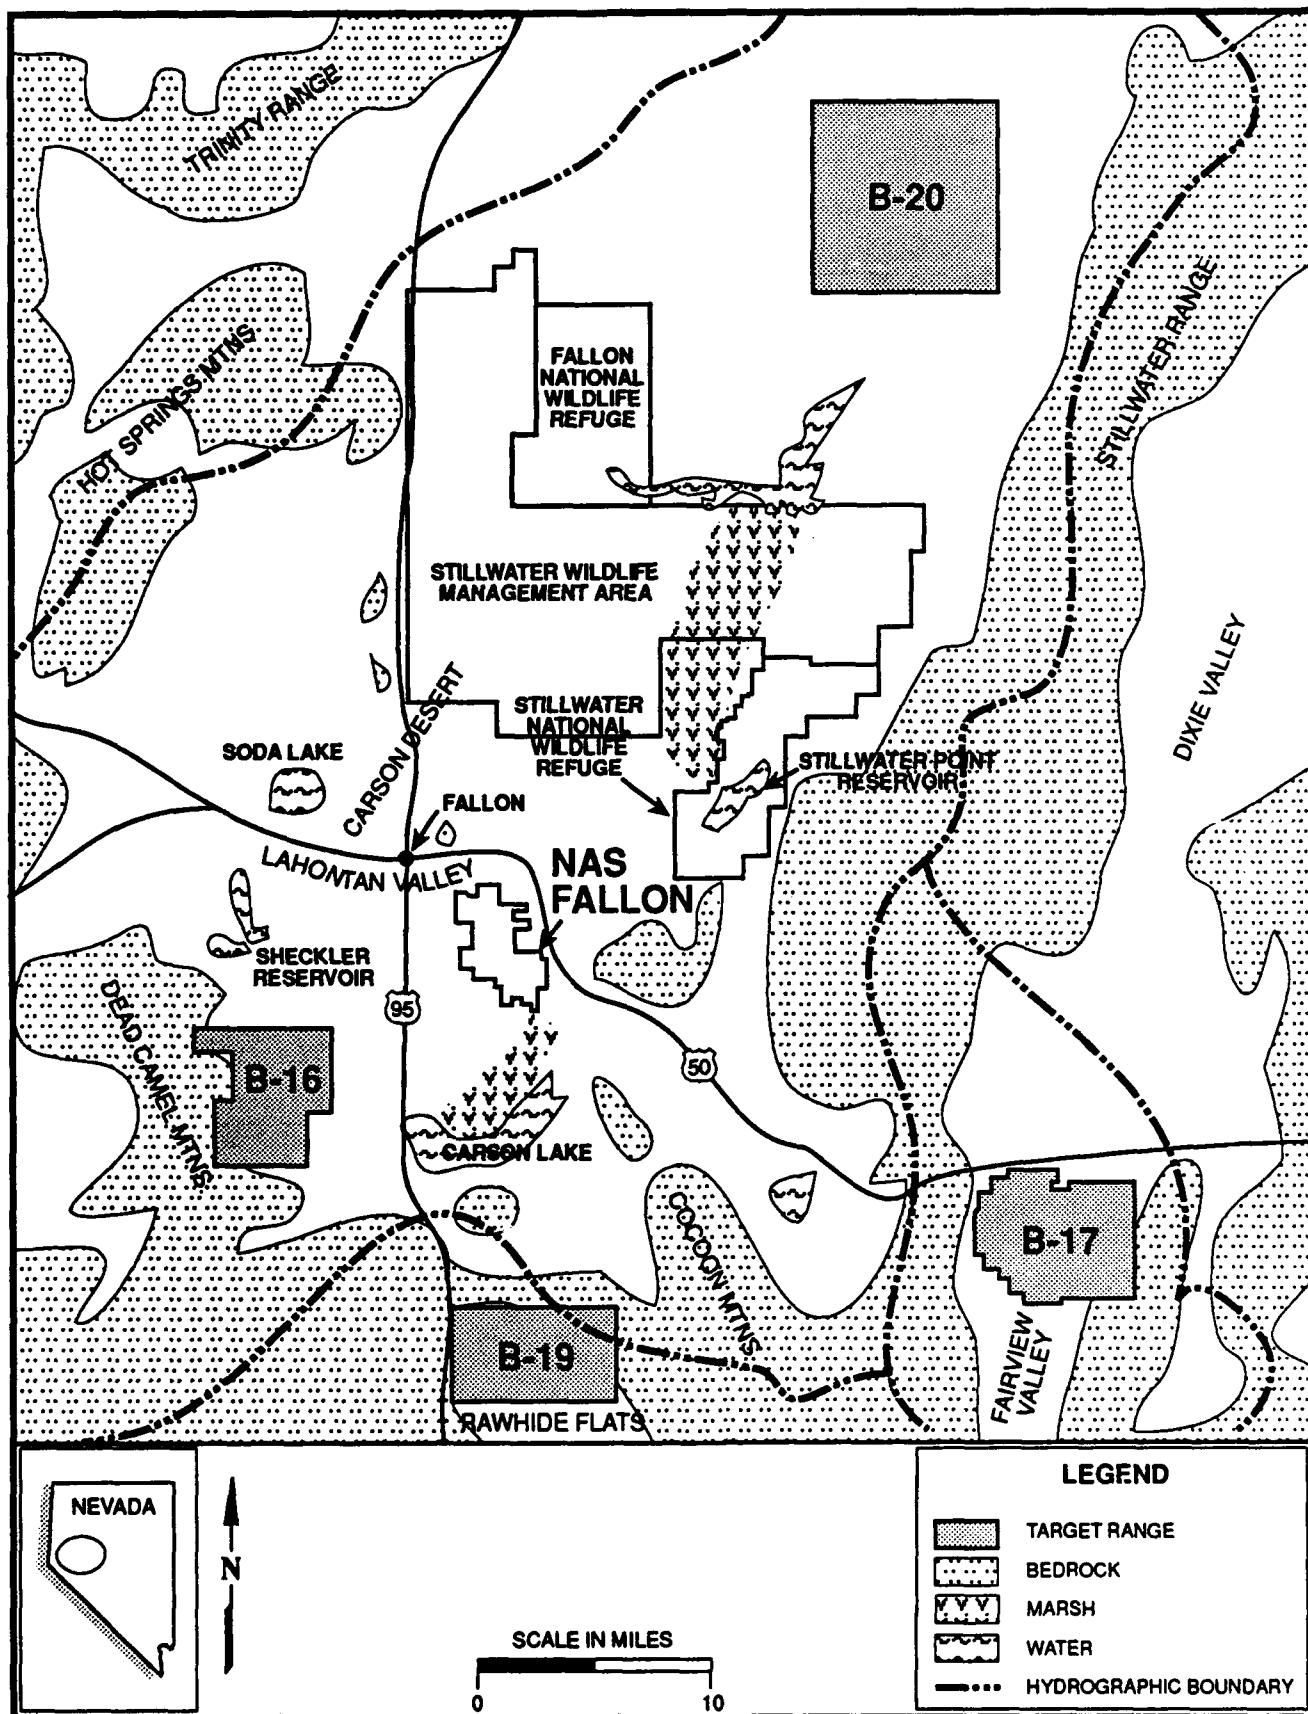 TRINITY RANGE
B-20
STILLWATER RANGE
HOT SPRINGS MTNS
FALLON
NATIONAL
WILDLIFE
REFUGE
STILLWATER WILDLIFE
MANAGEMENT AREA
DIXIE VALLEY
CARSON DESERT
STILLWATER
NATIONAL
WILDLIFE
REFUGE
SODA LAKE
STILLWATER POINT
RESERVOIR
FALLON
LAHONTAN VALLEY
NAS
FALLON
SHECKLER
RESERVOIR
DEAD CAMEL MTNS.
95
50
B-16
CARSON LAKE
COCOON MTNS
B-17
B-19
FAIRVIEW
VALLEY
RAWHIDE FLATS
NEVADA
N
SCALE IN MILES
0
10
LEGEND
TARGET RANGE
BEDROCK
MARSH
WATER
HYDROGRAPHIC BOUNDARY